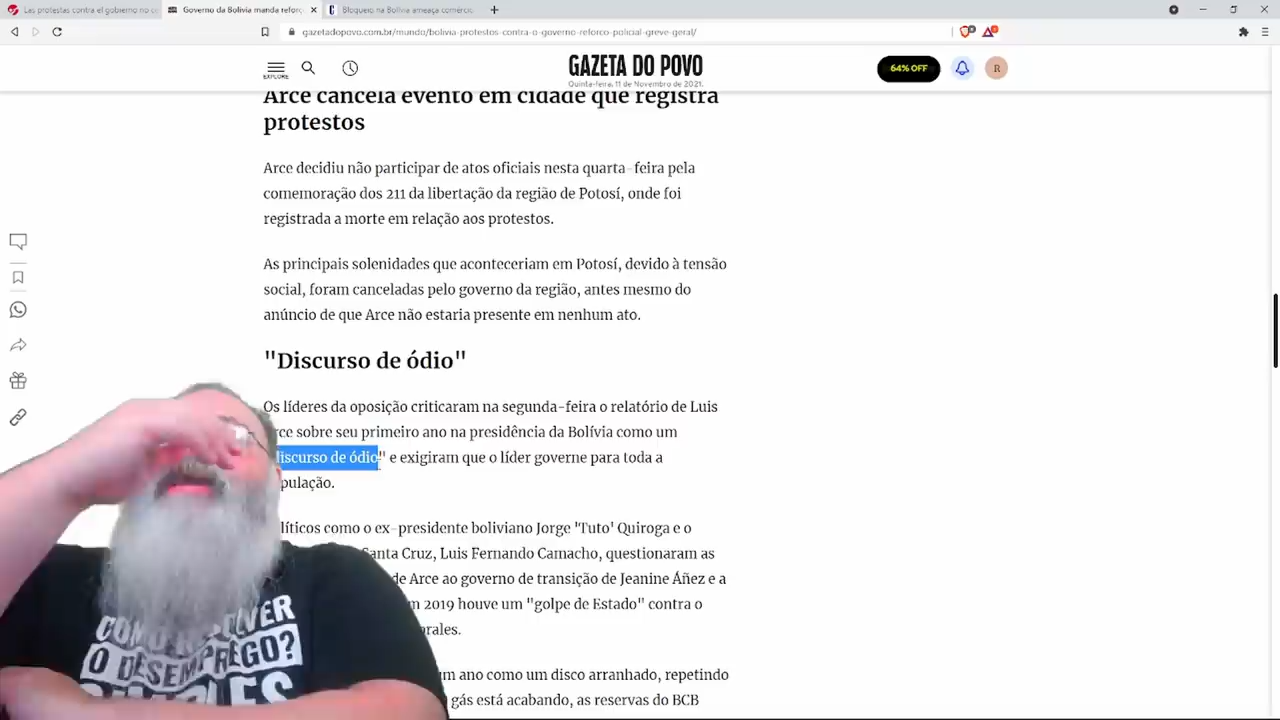 Las protestas contra el gobierno no ce
Governo da Bolívia manda reforç
Bloqueio na Bolívia ameaça comércio
gazetadopovo.com.br/mundo/bolivia-protestos-contra-o-governo-reforco-policial-greve-geral/
EXPLORE
GAZETA DO POVO
Quinta-feira, 11 de Novembro de 2021.
64% OFF
R
Arce cancela evento em cidade que registra
protestos
Arce decidiu não participar de atos oficiais nesta quarta-feira pela
comemoração dos 211 da libertação da região de Potosí, onde foi
registrada a morte em relação aos protestos.
As principais solenidades que aconteceriam em Potosí, devido à tensão
social, foram canceladas pelo governo da região, antes mesmo do
anúncio de que Arce não estaria presente em nenhum ato.
"Discurso de ódio"
Os líderes da oposição criticaram na segunda-feira o relatório de Luis
rce sobre seu primeiro ano na presidência da Bolívia como um
iscurso de ódio" e exigiram que o líder governe para toda a
pulação.
líticos como o ex-presidente boliviano Jorge 'Tuto' Quiroga e o
Santa Cruz, Luis Fernando Camacho, questionaram as
de Arce ao governo de transição de Jeanine Áñez e a
m 2019 houve um "golpe de Estado" contra o
orales.
um ano como um disco arranhado, repetindo
gás está acabando, as reservas do BCB
O DESEMPREGO?